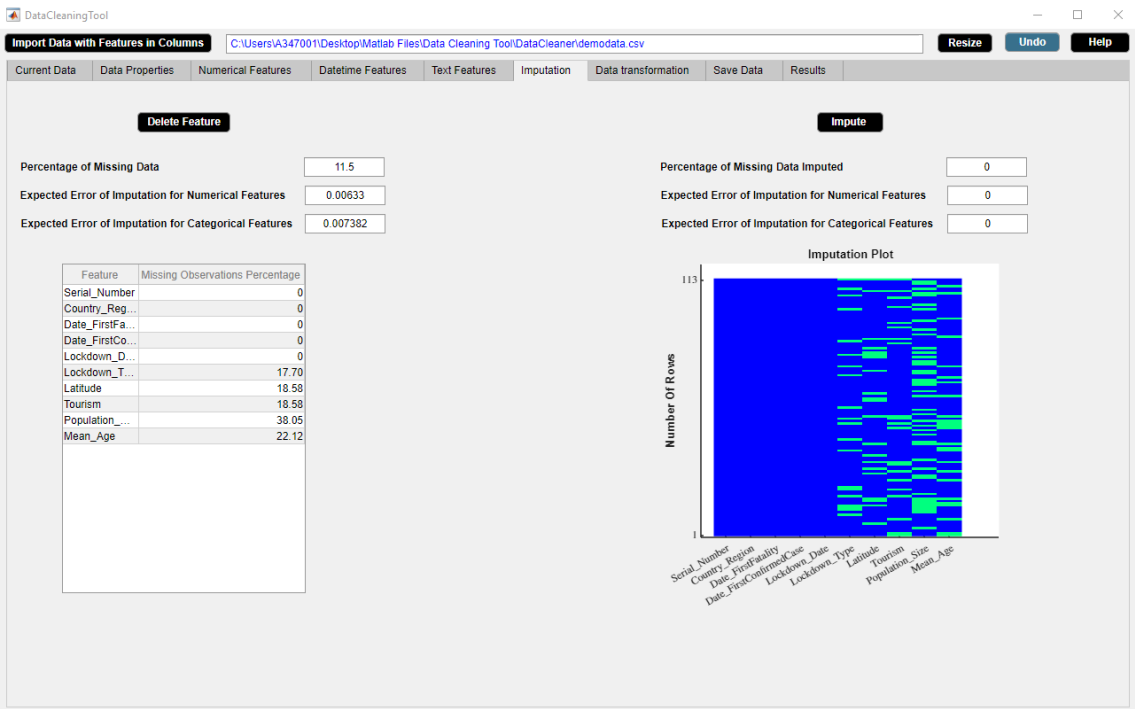 DataCleaningTool
Import Data with Features in Columns
C:\Users\A347001\Desktop\Matlab Files\Data Cleaning Tool\DataCleaner\demodata.csv
Resize
Undo
Help
Current Data
Data Properties
Numerical Features
Datetime Features
Text Features
Imputation
Data transformation
Save Data
Results
Delete Feature
Impute
Percentage of Missing Data 11.5
Expected Error of Imputation for Numerical Features 0.00633
Expected Error of Imputation for Categorical Features 0.007382
Percentage of Missing Data Imputed 0
Expected Error of Imputation for Numerical Features 0
Expected Error of Imputation for Categorical Features 0
Feature Missing Observations Percentage
Serial_Number 0
Country_Reg... 0
Date_FirstFa... 0
Date_FirstCo... 0
Lockdown_D... 0
Lockdown_T... 17.70
Latitude 18.58
Tourism 18.58
Population_... 38.05
Mean_Age 22.12
Imputation Plot
113
Number Of Rows
1
Serial_Number
Country_Region
Date_FirstFatality
Date_FirstConfirmedCase
Lockdown_Date
Lockdown_Type
Latitude
Tourism
Population_Size
Mean_Age